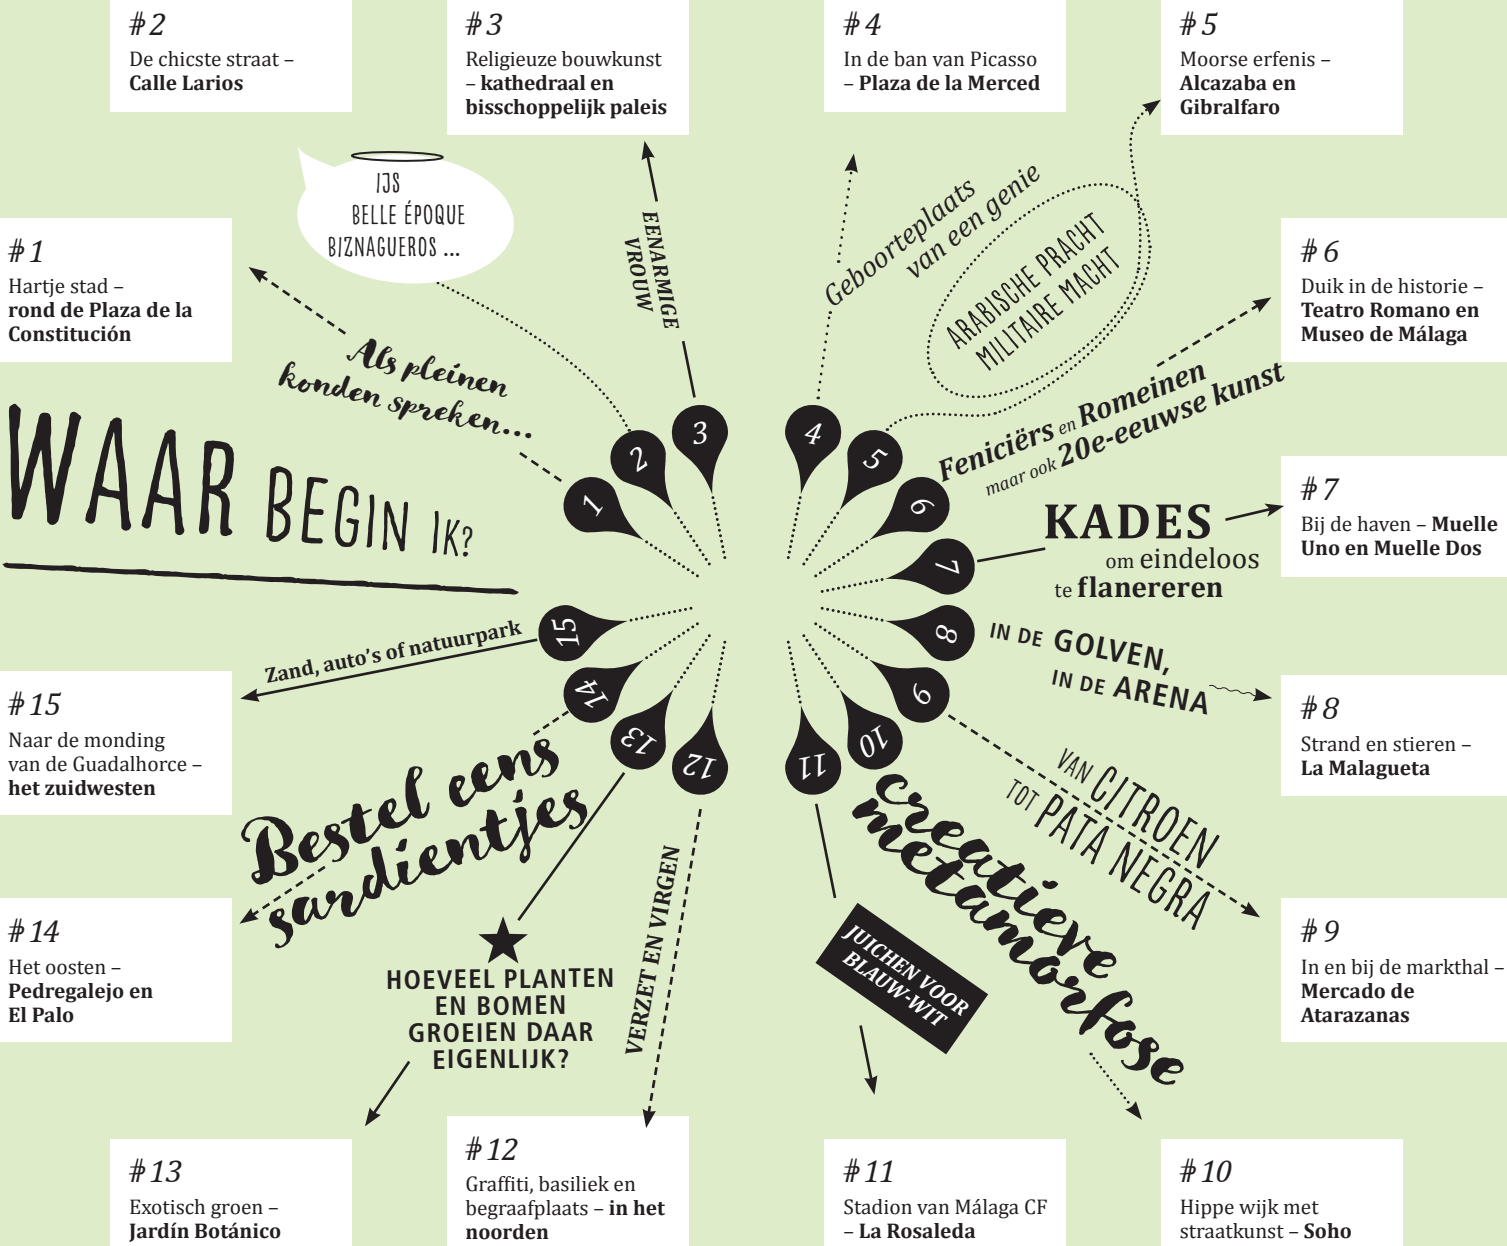 #2
De chicste straat –
Calle Larios
#3
Religieuze bouwkunst
– kathedraal en
bisschoppelijk paleis
#4
In de ban van Picasso
– Plaza de la Merced
#5
Moorse erfenis –
Alcazaba en
Gibralfaro
IJS
BELLE ÉPOQUE
BIZNAGUEROS ...
EENARMIGE
VROUW
Geboorteplaats
van een genie
ARABISCHE PRACHT
MILITAIRE MACHT
#1
Hartje stad –
rond de Plaza de la
Constitución
#6
Duik in de historie –
Teatro Romano en
Museo de Málaga
Als pleinen
konden spreken...
Feniciërs en Romeinen
maar ook 20e-eeuwse kunst
WAAR BEGIN IK?
1
2
3
4
5
6
7
8
9
10
11
12
13
14
15
KADES
om eindeloos
te flanereren
#7
Bij de haven – Muelle
Uno en Muelle Dos
Zand, auto's of natuurpark
IN DE GOLVEN,
IN DE ARENA
#15
Naar de monding
van de Guadalhorce –
het zuidwesten
#8
Strand en stieren –
La Malagueta
Bestel eens
sardientjes
VAN CITROEN
TOT PATA NEGRA
creatieve
metamorfose
#14
Het oosten –
Pedregalejo en
El Palo
HOEVEEL PLANTEN
EN BOMEN
GROEIEN DAAR
EIGENLIJK?
VERZET EN VIRGEN
JUICHEN VOOR
BLAUW-WIT
#9
In en bij de markthal –
Mercado de
Atarazanas
#13
Exotisch groen –
Jardín Botánico
#12
Graffiti, basiliek en
begraafplaats – in het
noorden
#11
Stadion van Málaga CF
– La Rosaleda
#10
Hippe wijk met
straatkunst – Soho